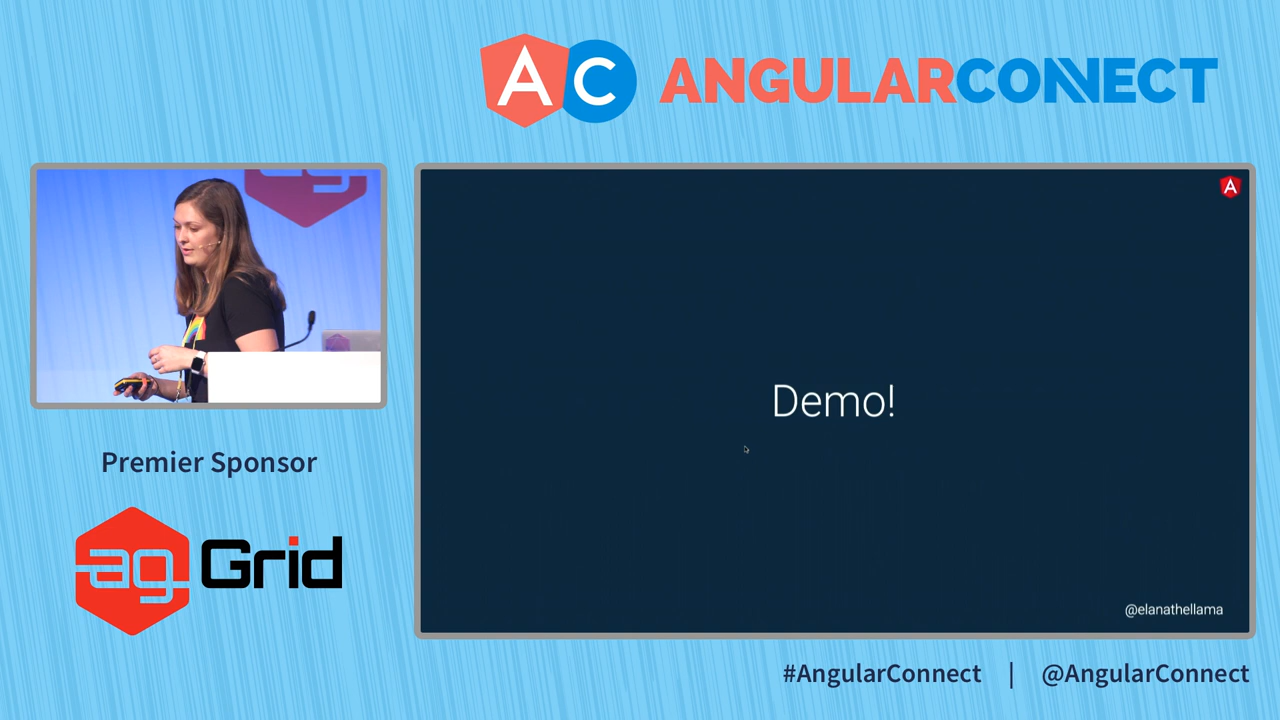 AC ANGULARCONNECT
Demo!
@elanathellama
Premier Sponsor
ag Grid
#AngularConnect | @AngularConnect